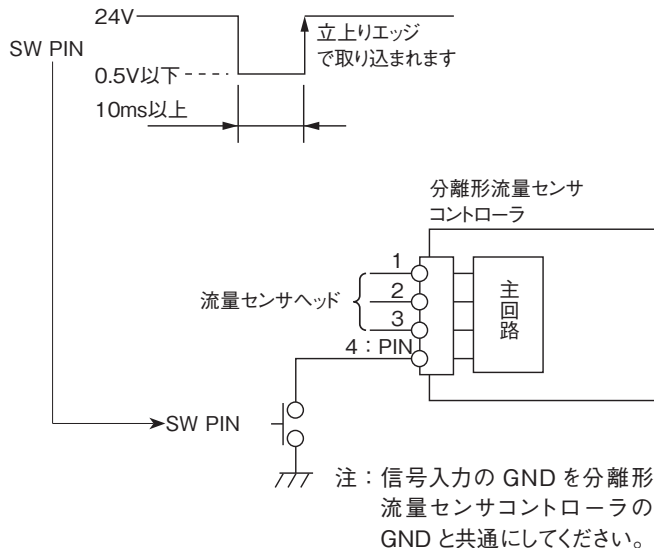 24V
SW PIN
立上りエッジ
で取り込まれます
0.5V以下
10ms以上
分離形流量センサ
コントローラ
流量センサヘッド
1
2
3
4：PIN
主回路
SW PIN
注：信号入力の GND を分離形
流量センサコントローラの
GND と共通にしてください。